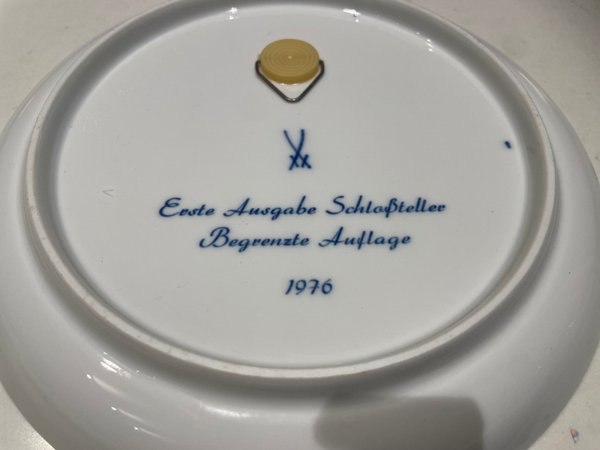 Erste Ausgabe Schloßteller
Begrenzte Auflage
1976